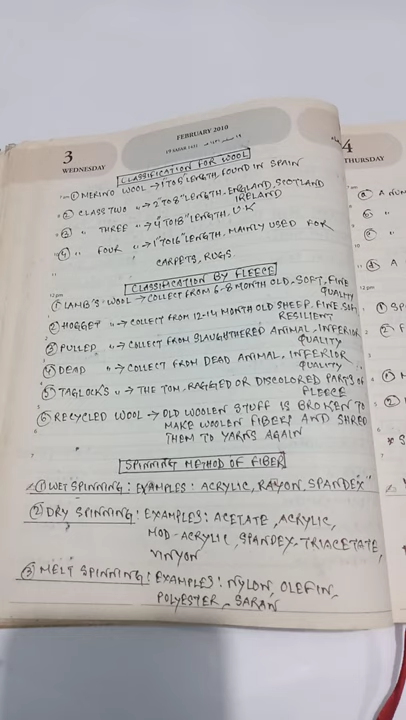 FEBRUARY 2010
3
WEDNESDAY
CLASSIFICATION FOR WOOL
① MERINO WOOL → 1" TO 5" LENGTH, FOUND IN SPAIN
② CLASS TWO " → 2" TO 8" LENGTH. ENGLAND, SCOTLAND
IRELAND
③ " THREE " → 4" TO 18" LENGTH, U.K
④ " FOUR " → 1" TO 16" LENGTH. MAINLY USED FOR
CARPETS, RUGS
CLASSIFICATION BY FLEECE
① LAMB'S WOOL → COLLECT FROM 6-8 MONTH OLD. SOFT, FINE
QUALITY
② HOGGET " → COLLECT FROM 12-14 MONTH OLD SHEEP. FINE. SOFT
RESILIENT
③ PULLED " → COLLECT FROM SLAUGHTHERED ANIMAL. INFERIOR
QUALITY
④ DEAD " → COLLECT FROM DEAD ANIMAL, INFERIOR
QUALITY
⑤ TAGLOCK'S " → THE TOM, RAGGED OR DISCOLORED PARTS OF
FLEECE
⑥ RECYCLED WOOL → OLD WOOLEN STUFF IS BROKEN TO
MAKE WOOLEN FIBERS AND SHRED
THEM TO YARNS AGAIN
SPINNING METHOD OF FIBER
① WET SPINNING: EXAMPLES: ACRYLIC, RAYON, SPANDEX
② DRY SPINNING: EXAMPLES: ACETATE, ACRYLIC,
MOD-ACRYLIC, SPANDEX-TRIACETATE,
VINYON
③ MELT SPINNING: EXAMPLES: NYLON, OLEFIN,
POLYESTER, SARAN
4
THURSDAY